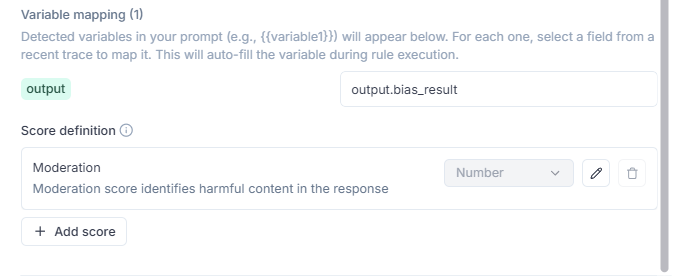 Variable mapping (1)
Detected variables in your prompt (e.g., {{variable1}}) will appear below. For each one, select a field from a
recent trace to map it. This will auto-fill the variable during rule execution.
output
output.bias_result
Score definition
Moderation
Number
Moderation score identifies harmful content in the response
+ Add score